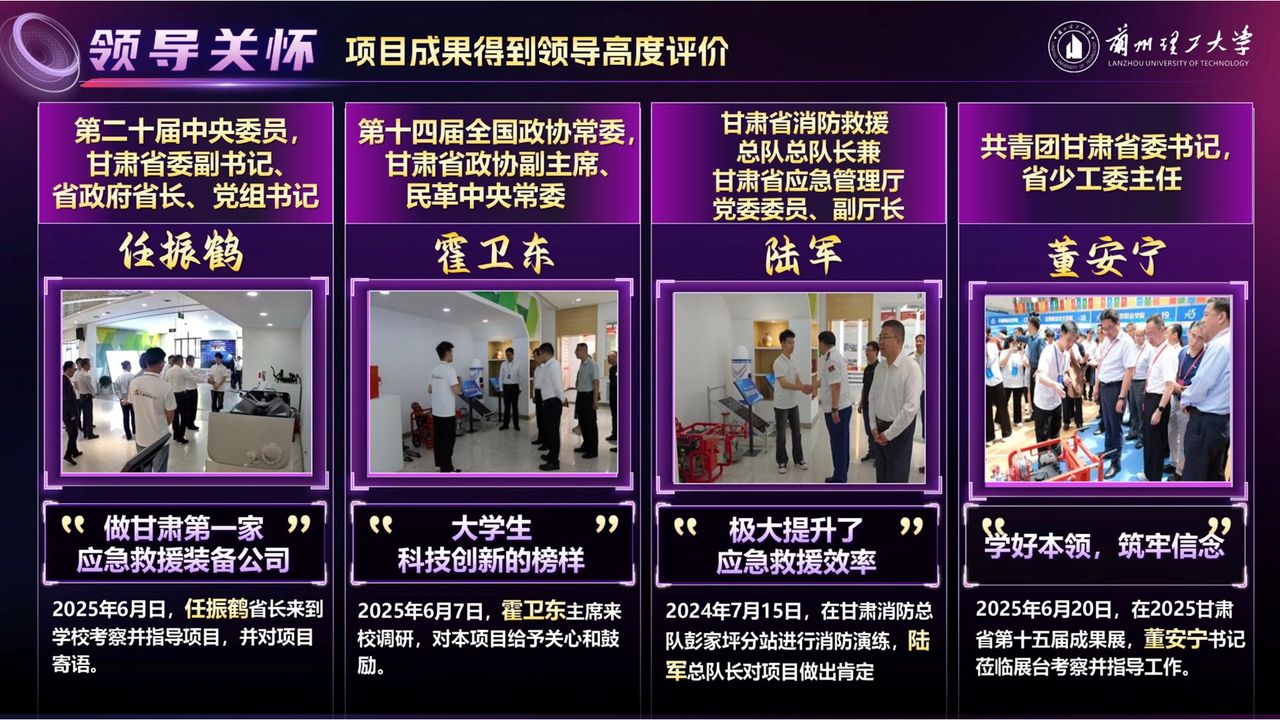 领导关怀
项目成果得到领导高度评价
蘭州理工大学
LANZHOU UNIVERSITY OF TECHNOLOGY
第二十届中央委员，
甘肃省委副书记、
省政府省长、党组书记
任振鹤
“ 做甘肃第一家 ”
应急救援装备公司
2025年6月日，任振鹤省长来到
学校考察并指导项目，并对项目
寄语。
第十四届全国政协常委，
甘肃省政协副主席、
民革中央常委
霍卫东
“ 大学生 ”
科技创新的榜样
2025年6月7日，霍卫东主席来
校调研，对本项目给予关心和鼓
励。
甘肃省消防救援
总队总队长兼
甘肃省应急管理厅
党委委员、副厅长
陆军
“ 极大提升了 ”
应急救援效率
2024年7月15日，在甘肃消防总
队彭家坪分站进行消防演练，陆
军总队长对项目做出肯定
共青团甘肃省委书记，
省少工委主任
董安宁
“学好本领，筑牢信念”
2025年6月20日，在2025甘肃
省第十五届成果展，董安宁书记
莅临展台考察并指导工作。